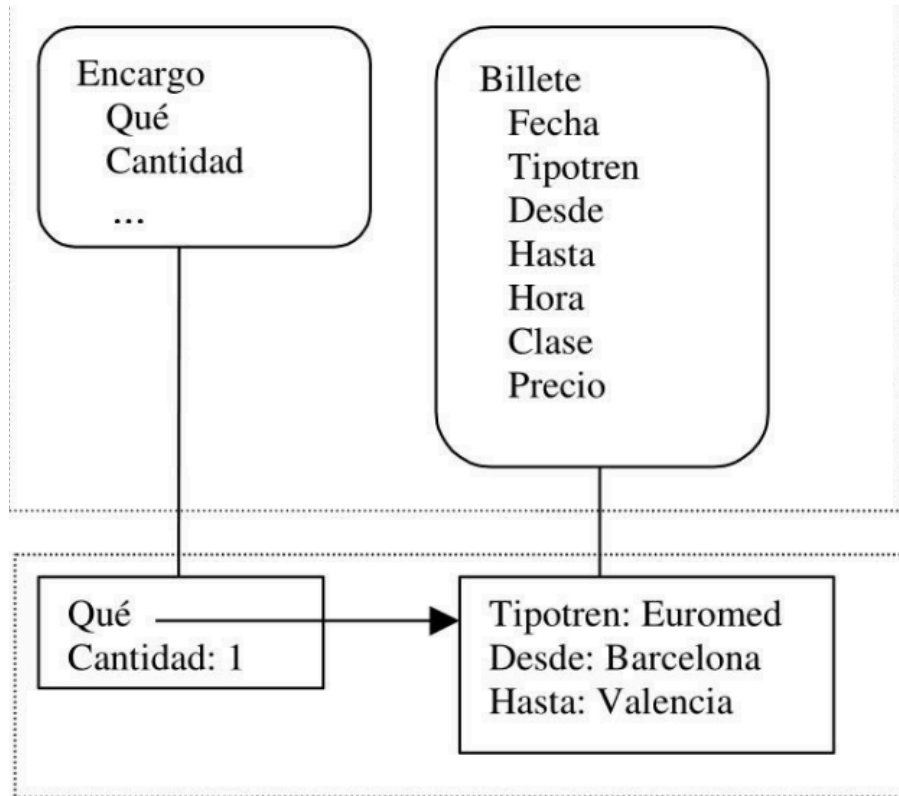 Encargo
Qué
Cantidad
...
Billete
Fecha
Tipotren
Desde
Hasta
Hora
Clase
Precio
Qué
Cantidad: 1
Tipotren: Euromed
Desde: Barcelona
Hasta: Valencia